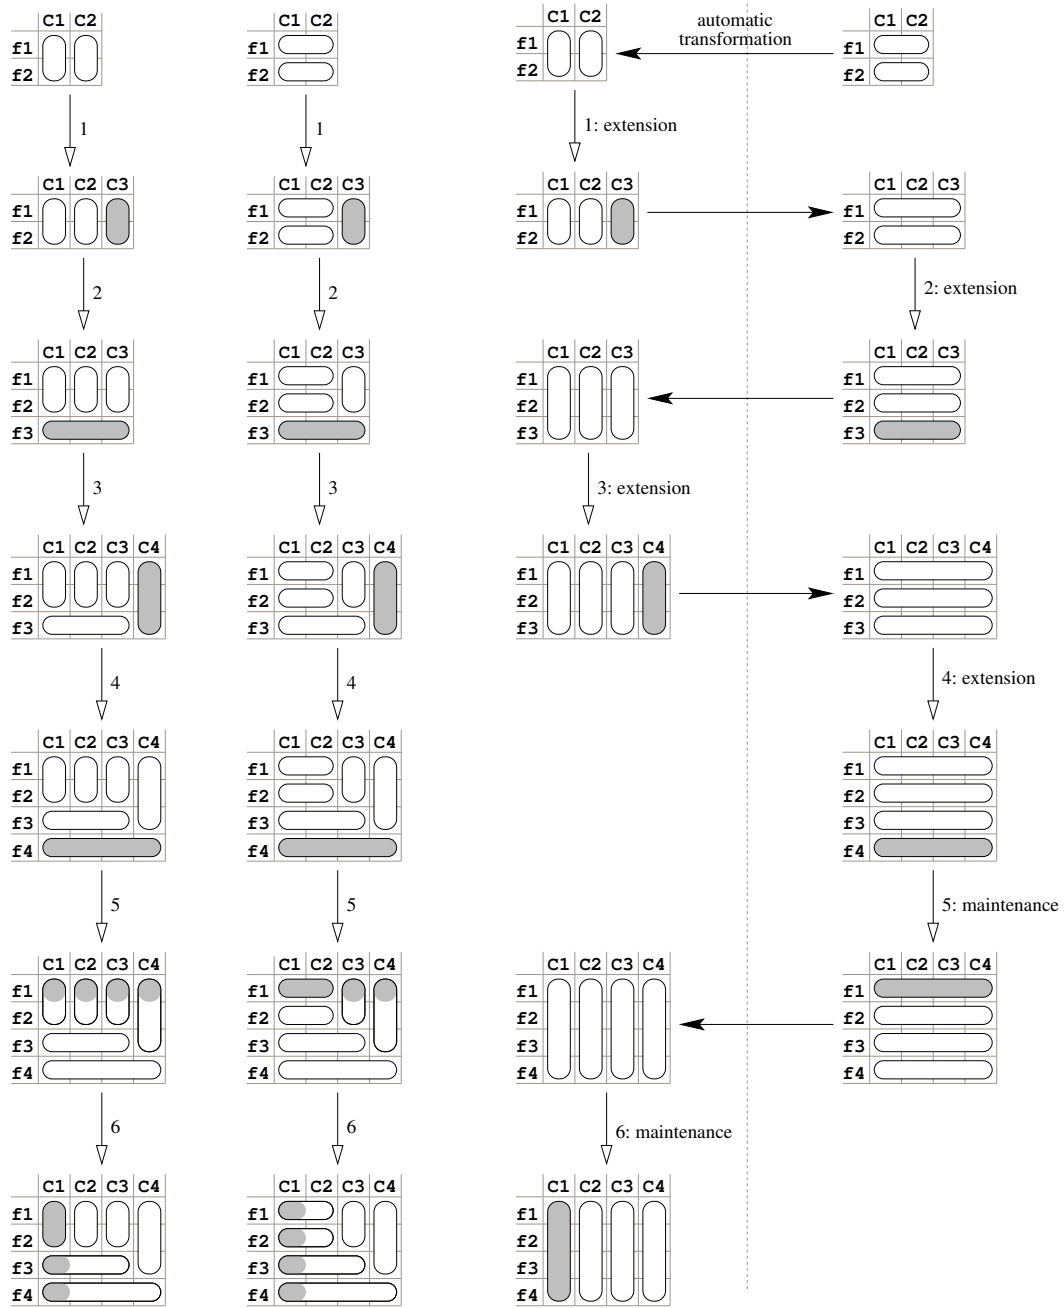 C1 C2
C1 C2
C1 C2
automatic
transformation
C1 C2
f1
f2
f1
f2
f1
f2
f1
f2
1
1
1: extension
C1 C2 C3
C1 C2 C3
C1 C2 C3
C1 C2 C3
f1
f2
f1
f2
f1
f2
f1
f2
2
2
2: extension
C1 C2 C3
C1 C2 C3
C1 C2 C3
C1 C2 C3
f1
f2
f3
f1
f2
f3
f1
f2
f3
f1
f2
f3
3
3
3: extension
C1 C2 C3 C4
C1 C2 C3 C4
C1 C2 C3 C4
C1 C2 C3 C4
f1
f2
f3
f1
f2
f3
f1
f2
f3
f1
f2
f3
4
4
4: extension
C1 C2 C3 C4
C1 C2 C3 C4
C1 C2 C3 C4
f1
f2
f3
f4
f1
f2
f3
f4
f1
f2
f3
f4
5
5
5: maintenance
C1 C2 C3 C4
C1 C2 C3 C4
C1 C2 C3 C4
C1 C2 C3 C4
f1
f2
f3
f4
f1
f2
f3
f4
f1
f2
f3
f4
f1
f2
f3
f4
6
6
6: maintenance
C1 C2 C3 C4
C1 C2 C3 C4
C1 C2 C3 C4
f1
f2
f3
f4
f1
f2
f3
f4
f1
f2
f3
f4